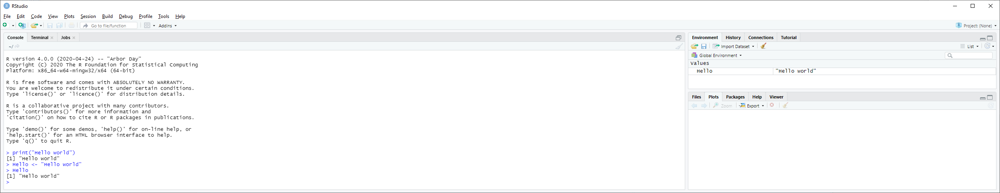 RStudio
File Edit Code View Plots Session Build Debug Profile Tools Help
Go to file/function Addins Project: (None)
Console Terminal Jobs
~/
R version 4.0.0 (2020-04-24) -- "Arbor Day"
Copyright (C) 2020 The R Foundation for Statistical Computing
Platform: x86_64-w64-mingw32/x64 (64-bit)
R is free software and comes with ABSOLUTELY NO WARRANTY.
You are welcome to redistribute it under certain conditions.
Type 'license()' or 'licence()' for distribution details.
R is a collaborative project with many contributors.
Type 'contributors()' for more information and
'citation()' on how to cite R or R packages in publications.
Type 'demo()' for some demos, 'help()' for on-line help, or
'help.start()' for an HTML browser interface to help.
Type 'q()' to quit R.
> print("Hello world")
[1] "Hello world"
> Hello <- "Hello world"
> Hello
[1] "Hello world"
>
Environment History Connections Tutorial
Import Dataset List
Global Environment
Values
Hello "Hello world"
Files Plots Packages Help Viewer
Zoom Export